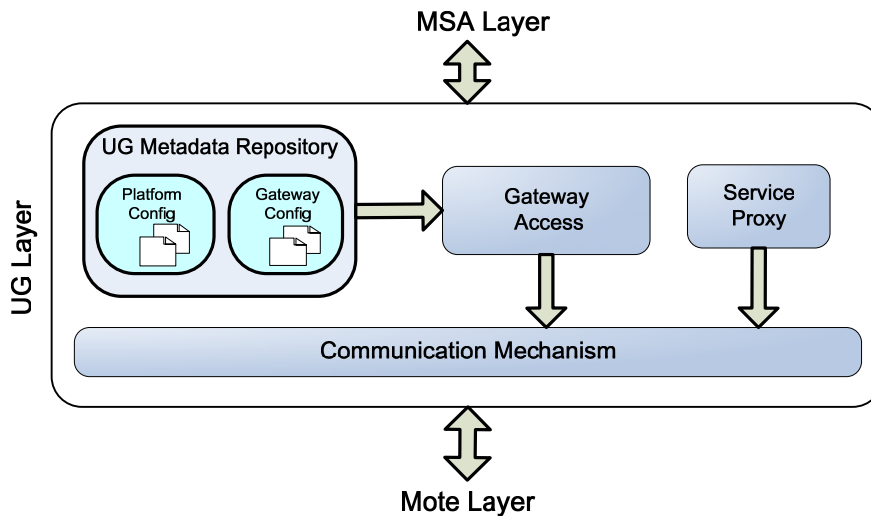 MSA Layer
UG Layer
UG Metadata Repository
Platform
Config
Gateway
Config
Gateway
Access
Service
Proxy
Communication Mechanism
Mote Layer